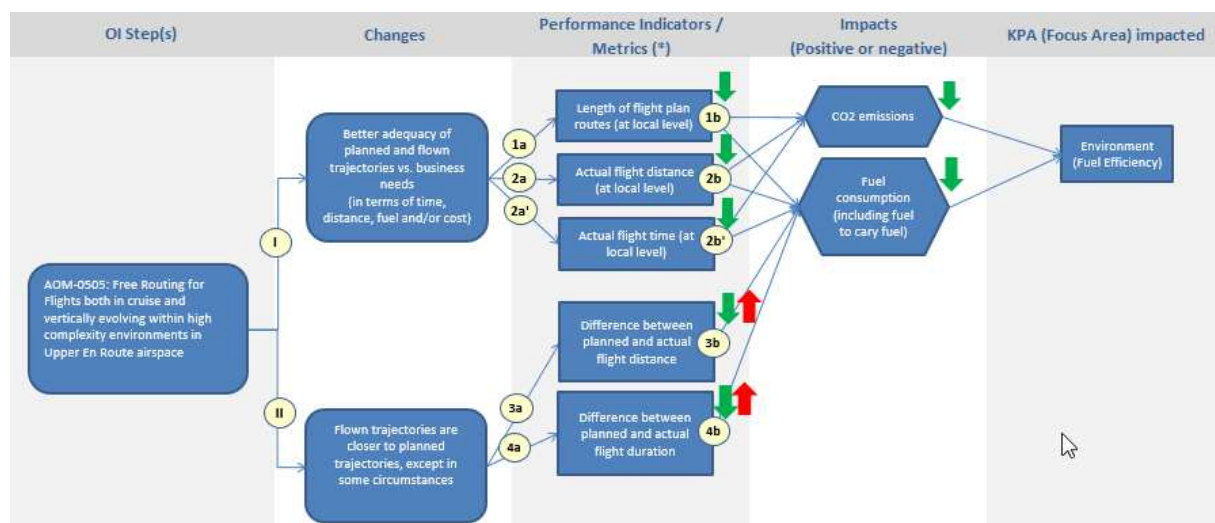 OI Step(s)
Changes
Performance Indicators /
Metrics (*)
Impacts
(Positive or negative)
KPA (Focus Area) impacted
AOM-0505: Free Routing for
Flights both in cruise and
vertically evolving within high
complexity environments in
Upper En Route airspace
I
II
Better adequacy of
planned and flown
trajectories vs. business
needs
(in terms of time,
distance, fuel and/or cost)
Flown trajectories are
closer to planned
trajectories, except in
some circumstances
1a
2a
2a'
3a
4a
Length of flight plan
routes (at local level)
1b
Actual flight distance
(at local level)
2b
Actual flight time (at
local level)
2b'
Difference between
planned and actual
flight distance
3b
Difference between
planned and actual
flight duration
4b
CO2 emissions
Fuel
consumption
(including fuel
to cary fuel)
Environment
(Fuel Efficiency)